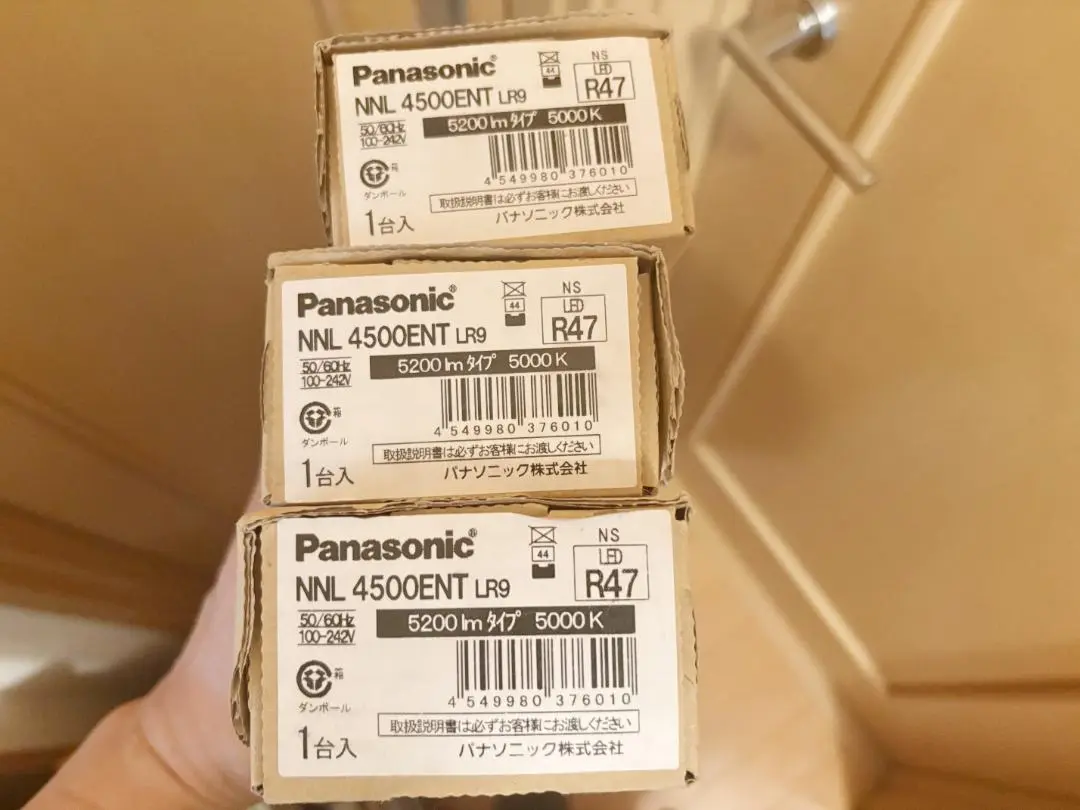 Panasonic®
NNL 4500ENT LR9
44
NS
LED
R47
50/60Hz
100-242V
5200 lm タイプ 5000 K
4 549980 376010
箱
ダンボール
取扱説明書は必ずお客様にお渡しください
1台入
パナソニック株式会社
Panasonic®
NNL 4500ENT LR9
44
NS
LED
R47
50/60Hz
100-242V
5200 lm タイプ 5000 K
4 549980 376010
箱
ダンボール
取扱説明書は必ずお客様にお渡しください
1台入
パナソニック株式会社
Panasonic®
NNL 4500ENT LR9
44
NS
LED
R47
50/60Hz
100-242V
5200 lm タイプ 5000 K
4 549980 376010
箱
ダンボール
取扱説明書は必ずお客様にお渡しください
1台入
パナソニック株式会社